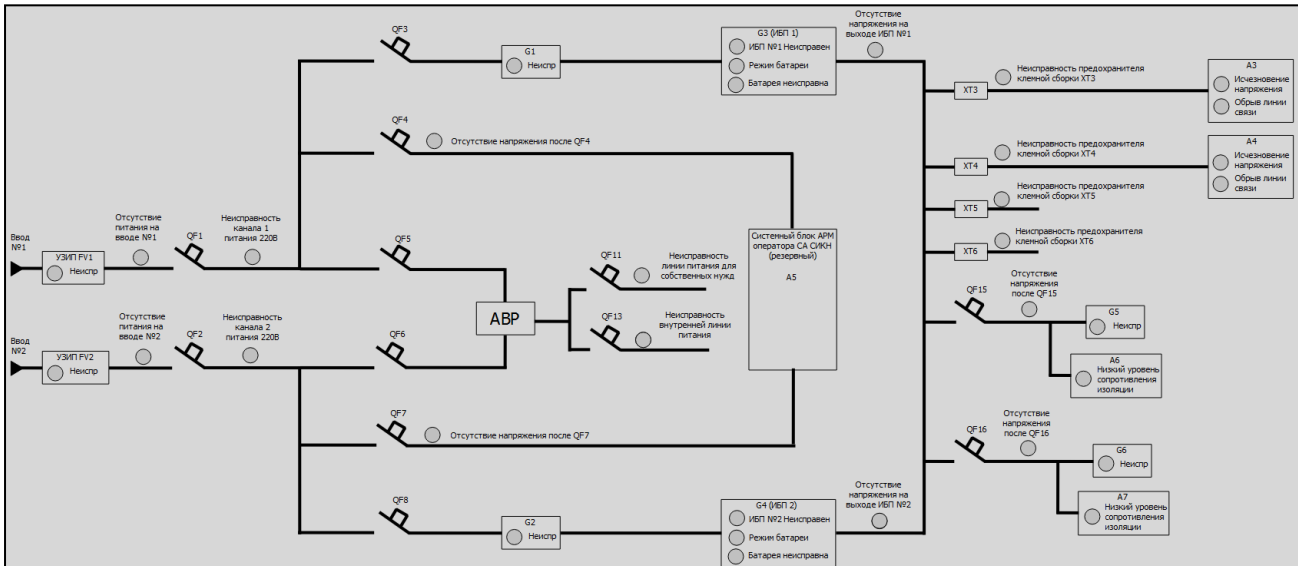 QF3
G1
Неиспр
G3 (ИБП 1)
ИБП №1 Неисправен
Режим батареи
Батарея неисправна
Отсутствие
напряжения на
выходе ИБП №1
XT3
Неисправность предохранителя
клемной сборки XT3
A3
Исчезновение
напряжения
Обрыв линии
связи
QF4
Отсутствие напряжения после QF4
XT4
Неисправность предохранителя
клемной сборки XT4
A4
Исчезновение
напряжения
Обрыв линии
связи
XT5
Неисправность предохранителя
клемной сборки XT5
XT6
Неисправность предохранителя
клемной сборки XT6
Ввод
№1
УЗИП FV1
Неиспр
Отсутствие
питания на
вводе №1
QF1
Неисправность
канала 1
питания 220В
QF5
АВР
QF11
Неисправность
линии питания для
собственных нужд
QF13
Неисправность
внутренней линии
питания
Системный блок АРМ
оператора СА СИКН
(резервный)
A5
QF15
Отсутствие
напряжения
после QF15
G5
Неиспр
A6
Низкий уровень
сопротивления
изоляции
Ввод
№2
УЗИП FV2
Неиспр
Отсутствие
питания на
вводе №2
QF2
Неисправность
канала 2
питания 220В
QF6
QF7
Отсутствие напряжения после QF7
QF16
Отсутствие
напряжения
после QF16
G6
Неиспр
A7
Низкий уровень
сопротивления
изоляции
QF8
G2
Неиспр
G4 (ИБП 2)
ИБП №2 Неисправен
Режим батареи
Батарея неисправна
Отсутствие
напряжения на
выходе ИБП №2